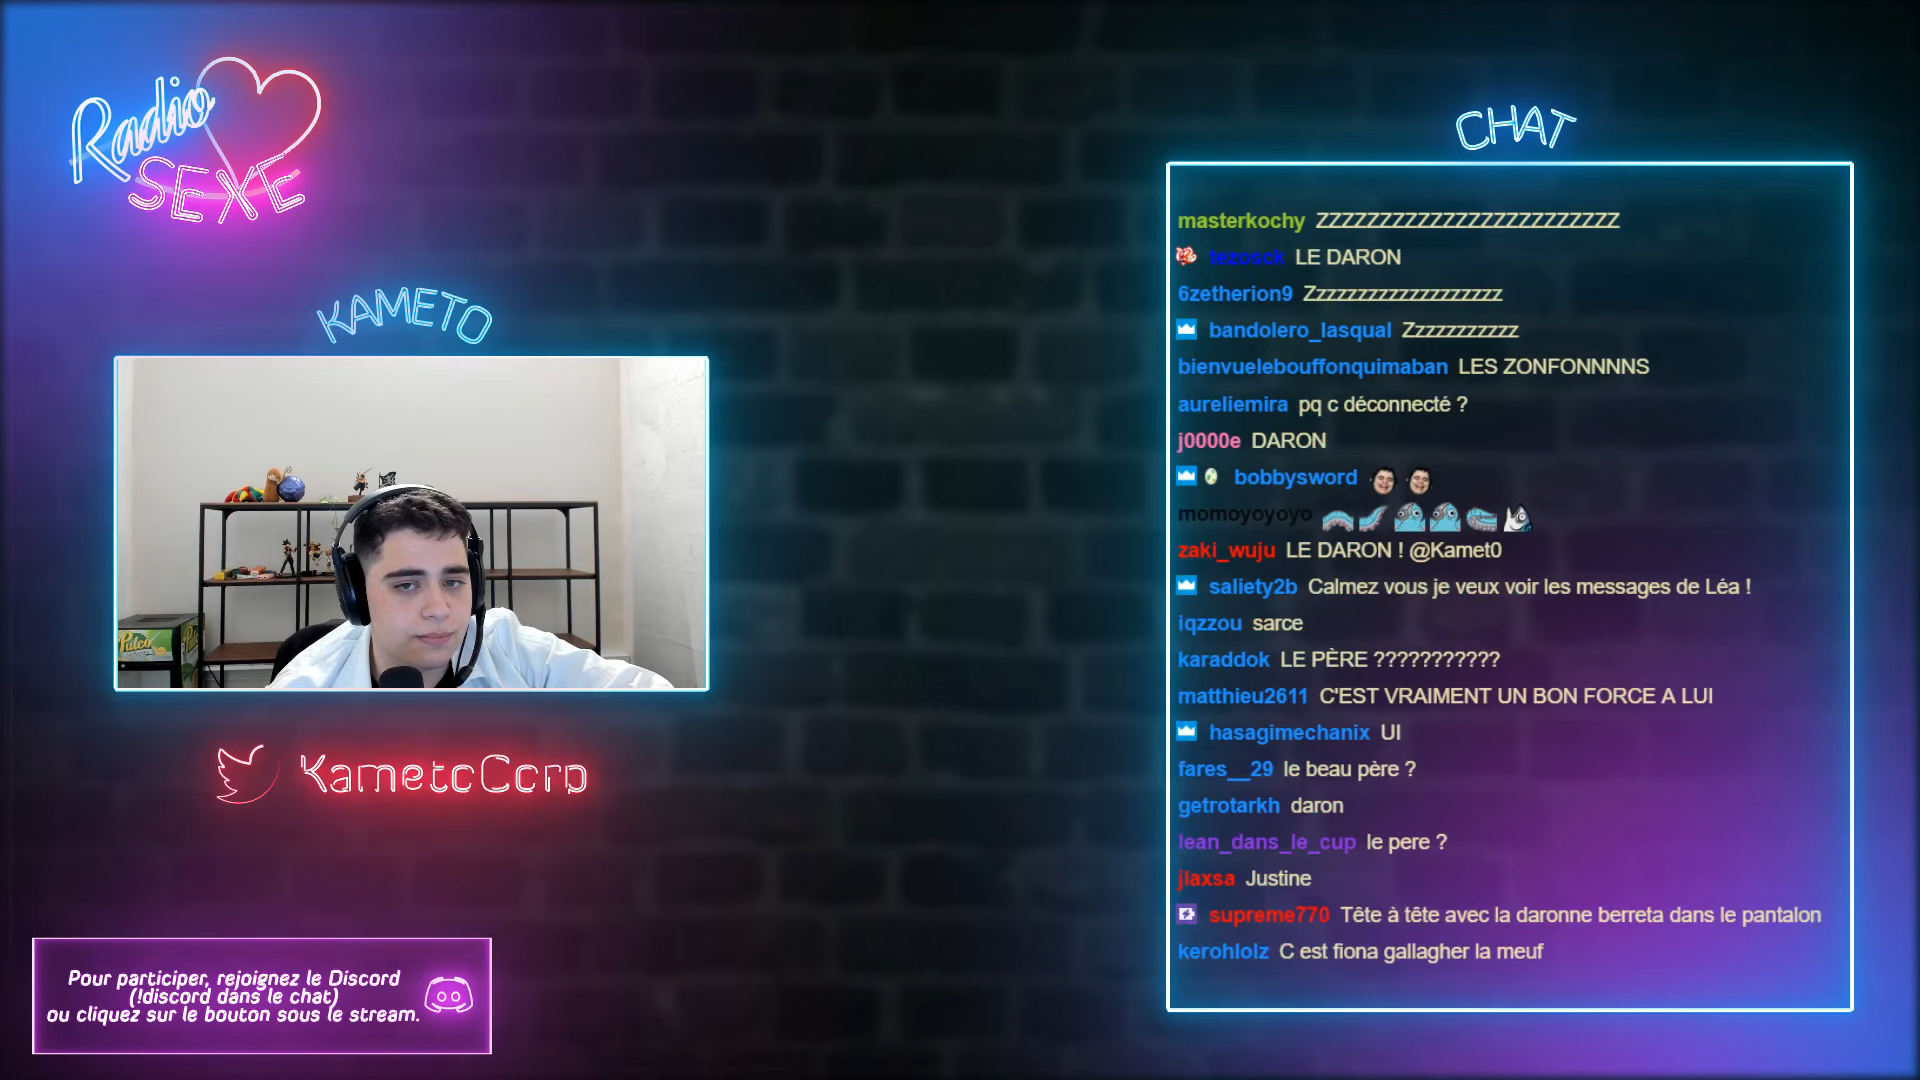 Radio
SEXE
KAMETO
Pulco
KametoCorp
Pour participer, rejoignez le Discord
(!discord dans le chat)
ou cliquez sur le bouton sous le stream.
CHAT
masterkochy ZZZZZZZZZZZZZZZZZZZZZZZZ
tezosck LE DARON
6zetherion9 Zzzzzzzzzzzzzzzzzzz
bandolero_lasqual Zzzzzzzzzzz
bienvuelebouffonquimaban LES ZONFONNNNS
aureliemira pq c déconnecté ?
j0000e DARON
bobbysword
momoyoyoyo
zaki_wuju LE DARON ! @Kamet0
saliety2b Calmez vous je veux voir les messages de Léa !
iqzzou sarce
karaddok LE PÈRE ???????????
matthieu2611 C'EST VRAIMENT UN BON FORCE A LUI
hasagimechanix UI
fares__29 le beau père ?
getrotarkh daron
lean_dans_le_cup le pere ?
jlaxsa Justine
supreme770 Tête à tête avec la daronne berreta dans le pantalon
kerohlolz C est fiona gallagher la meuf